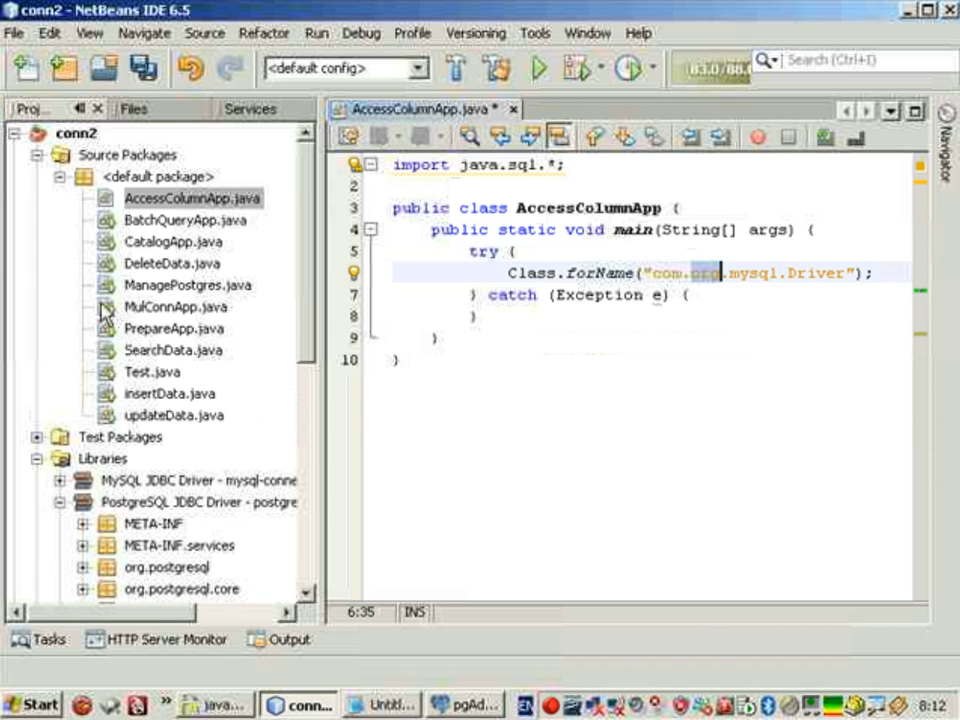 conn2 - NetBeans IDE 6.5
File Edit View Navigate Source Refactor Run Debug Profile Versioning Tools Window Help
<default config>
Search (Ctrl+I)
Proj... Files Services
AccessColumnApp.java *
Navigator
conn2
Source Packages
<default package>
AccessColumnApp.java
BatchQueryApp.java
CatalogApp.java
DeleteData.java
ManagePostgres.java
MulConnApp.java
PrepareApp.java
SearchData.java
Test.java
insertData.java
updateData.java
Test Packages
Libraries
MySQL JDBC Driver - mysql-conne
PostgreSQL JDBC Driver - postgre
META-INF
META-INF.services
org.postgresql
org.postgresql.core
import java.sql.*;
2
3 public class AccessColumnApp {
4 public static void main(String[] args) {
5 try {
Class.forName("com.org.mysql.Driver");
7 } catch (Exception e) {
8 }
9 }
10 }
6:35 INS
Tasks HTTP Server Monitor Output
Start java... conn... Untitl... pgAd... EN 8:12